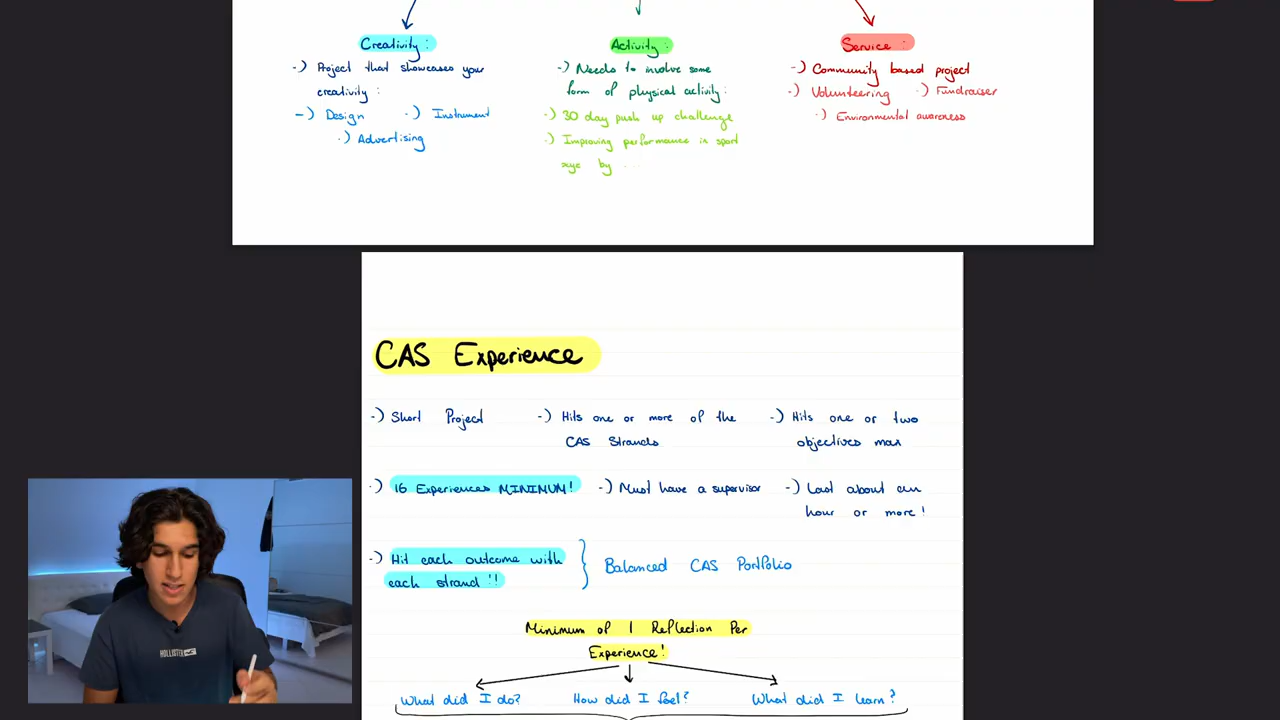 Creativity:
-) Project that showcases your
creativity:
-) Design
·) Instrument
·) Advertising
Activity:
-) Needs to involve some
form of physical activity:
·) 30 day push up challenge
·) Improving performance in sport
by ...
Service:
-) Community based project
·) Volunteering
·) Fundraiser
·) Environmental awareness
CAS Experience
-) Short Project
-) Hits one or more of the
CAS Strands
-) Hits one or two
objectives max
·) 16 Experiences MINIMUM!
-) Must have a supervisor
-) Last about an
hour or more!
·) Hit each outcome with
each strand!!
Balanced CAS Portfolio
Minimum of 1 Reflection Per
Experience!
What did I do?
How did I feel?
What did I learn?
HOLLISTER